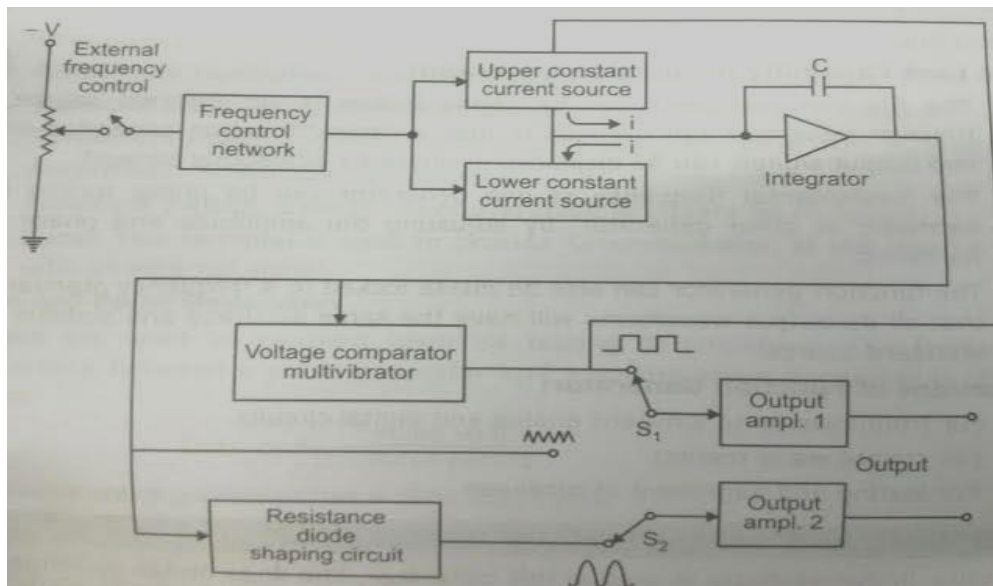 – V
External
frequency
control
Frequency
control
network
Upper constant
current source
i
i
Lower constant
current source
C
Integrator
Voltage comparator
multivibrator
S1
Output
ampl. 1
Output
Resistance
diode
shaping circuit
S2
Output
ampl. 2